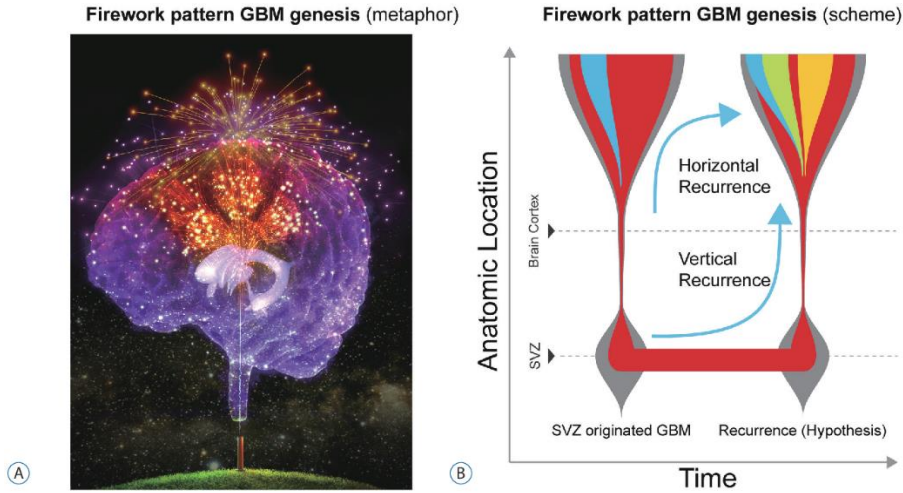 Firework pattern GBM genesis (metaphor)
A
Firework pattern GBM genesis (scheme)
Anatomic Location
Brain Cortex
SVZ
Horizontal
Recurrence
Vertical
Recurrence
SVZ originated GBM
Recurrence (Hypothesis)
Time
B